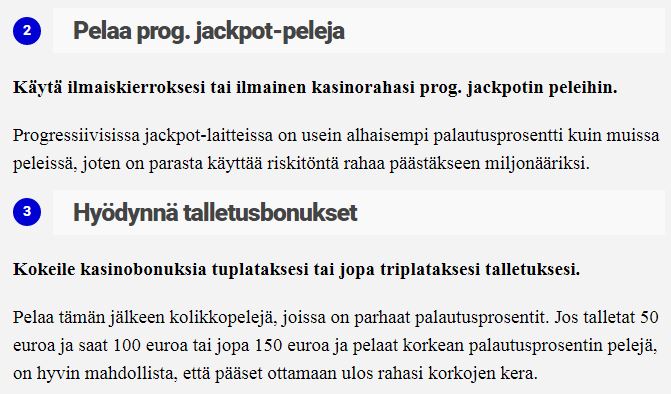 2
Pelaa prog. jackpot-peleja
Käytä ilmaiskierroksesi tai ilmainen kasinorahasi prog. jackpotin peleihin.
Progressiivisissa jackpot-laitteissa on usein alhaisempi palautusprosentti kuin muissa
peleissä, joten on parasta käyttää riskitöntä rahaa päästäkseen miljonääriksi.
3
Hyödynnä talletusbonukset
Kokeile kasinobonuksia tuplataksesi tai jopa triplataksesi talletuksesi.
Pelaa tämän jälkeen kolikkopelejä, joissa on parhaat palautusprosentit. Jos talletat 50
euroa ja saat 100 euroa tai jopa 150 euroa ja pelaat korkean palautusprosentin pelejä,
on hyvin mahdollista, että pääset ottamaan ulos rahasi korkojen kera.